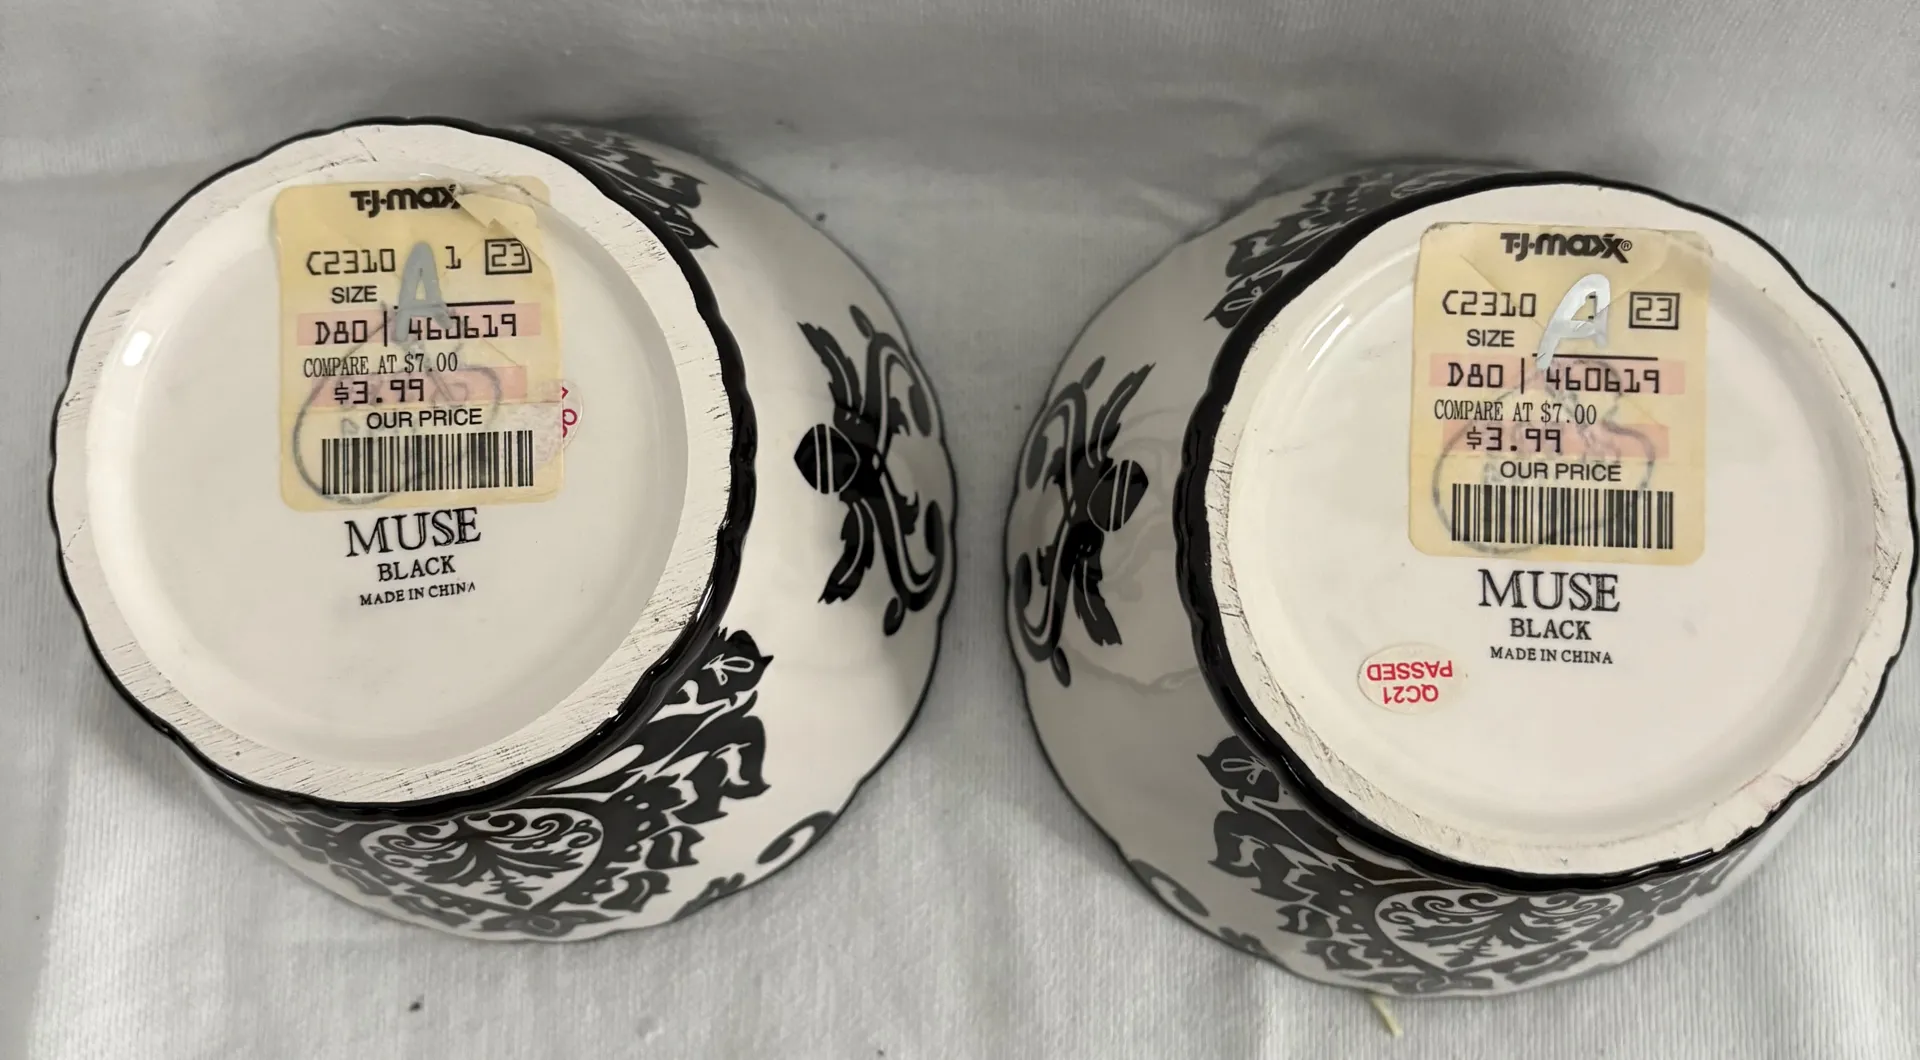 T·J·maxx
C2310 1 23
A
SIZE
D80 | 460619
COMPARE AT $7.00
$3.99
OUR PRICE
MUSE
BLACK
MADE IN CHINA
T·J·maxx®
C2310 1 23
A
SIZE
D80 | 460619
COMPARE AT $7.00
$3.99
OUR PRICE
MUSE
BLACK
MADE IN CHINA
QC21
PASSED